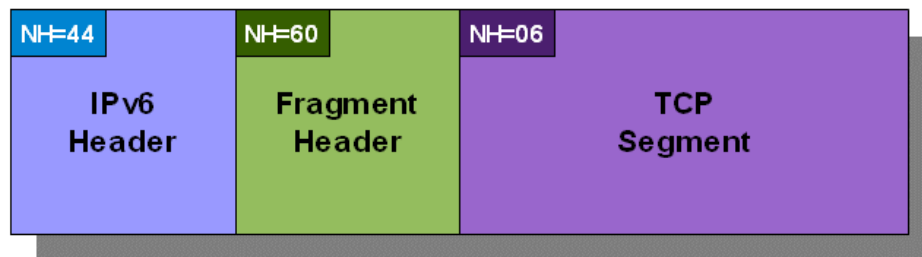 NH=44
NH=60
NH=06
IPv6
Header
Fragment
Header
TCP
Segment